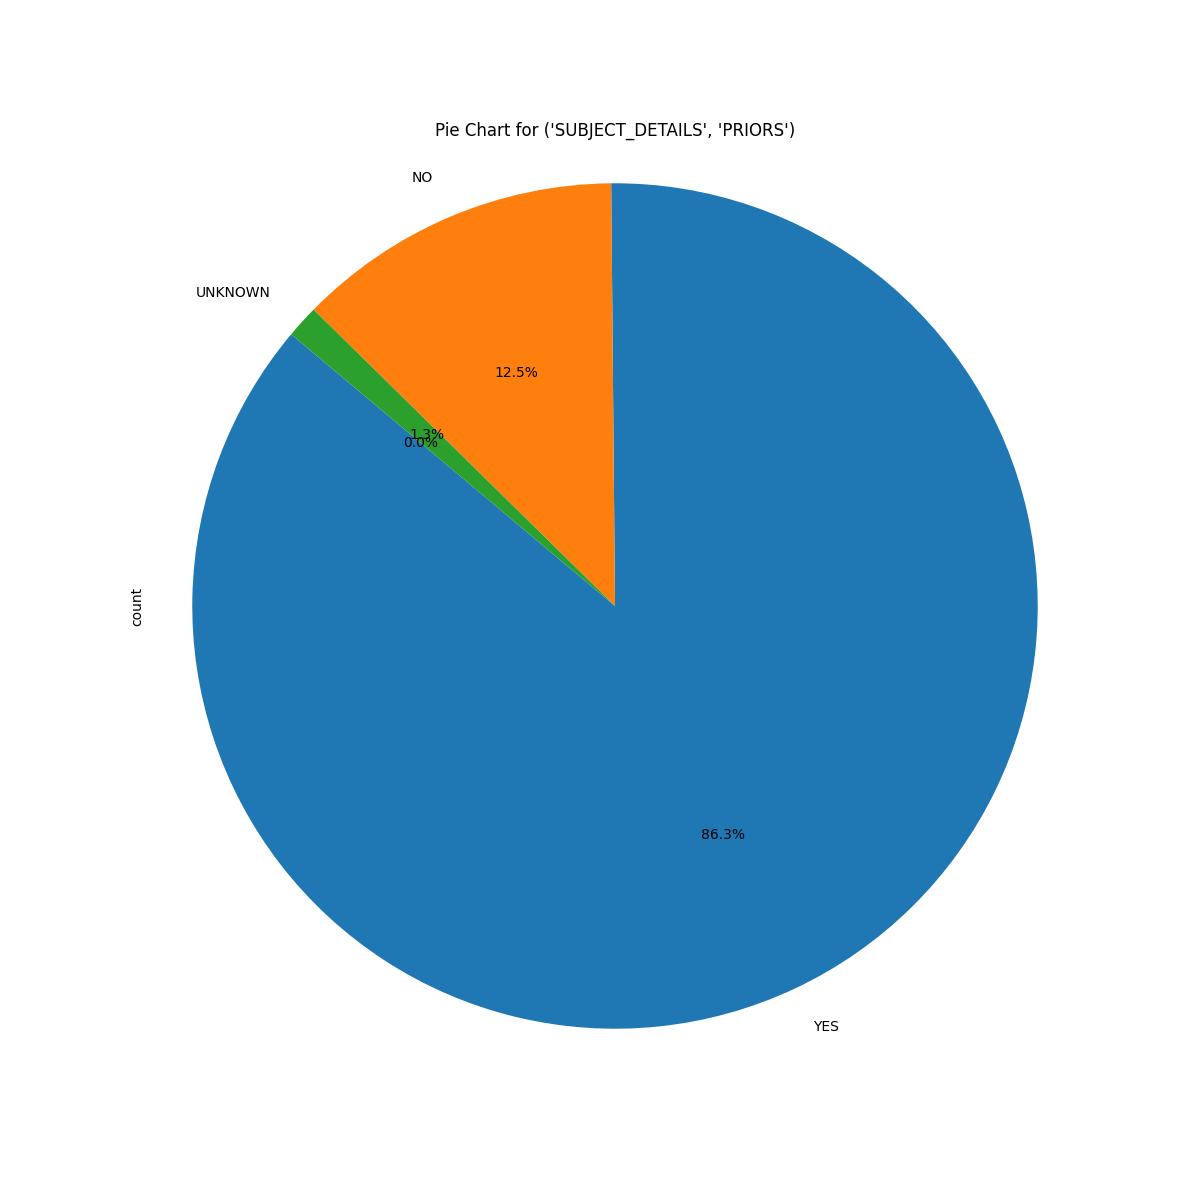 Pie Chart for ('SUBJECT_DETAILS', 'PRIORS')
NO
UNKNOWN
12.5%
1.3%
0.0%
count
86.3%
YES